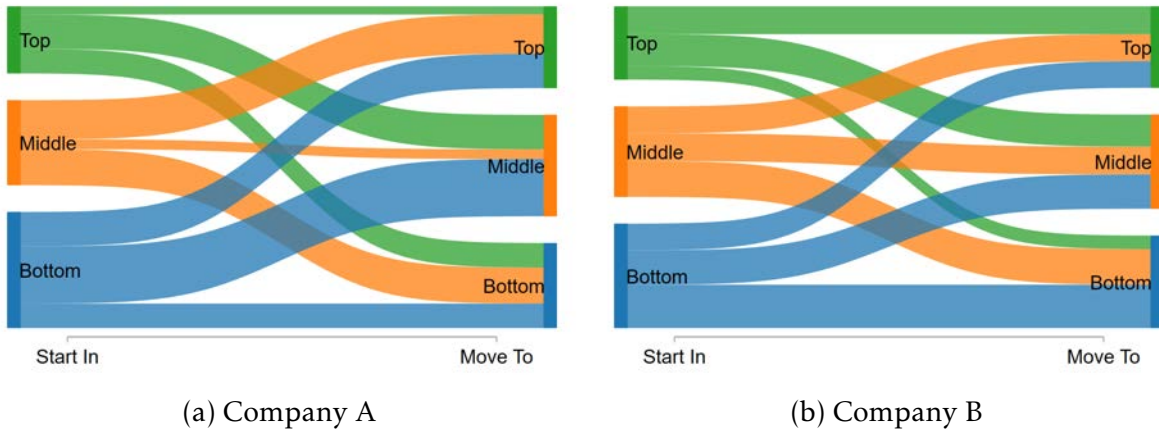 Top
Middle
Bottom
Top
Middle
Bottom
Start In
Move To
(a) Company A
Top
Middle
Bottom
Top
Middle
Bottom
Start In
Move To
(b) Company B